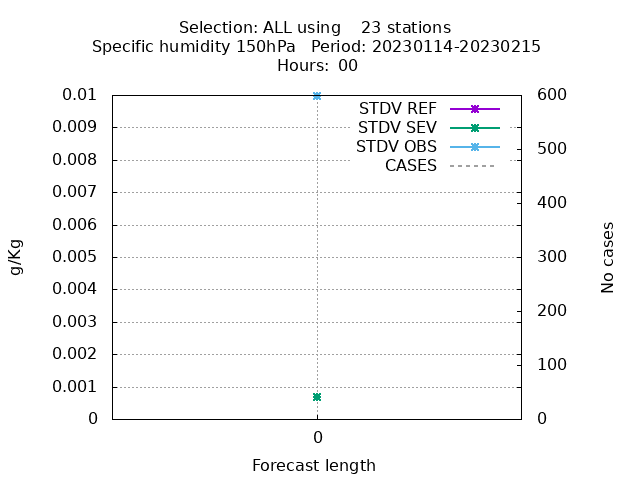 Selection: ALL using    23 stations
Specific humidity 150hPa   Period: 20230114-20230215
Hours: 00
0.01
0.009
0.008
0.007
0.006
0.005
0.004
0.003
0.002
0.001
0
g/Kg
STDV REF
STDV SEV
STDV OBS
CASES
600
500
400
300
200
100
0
No cases
0
Forecast length